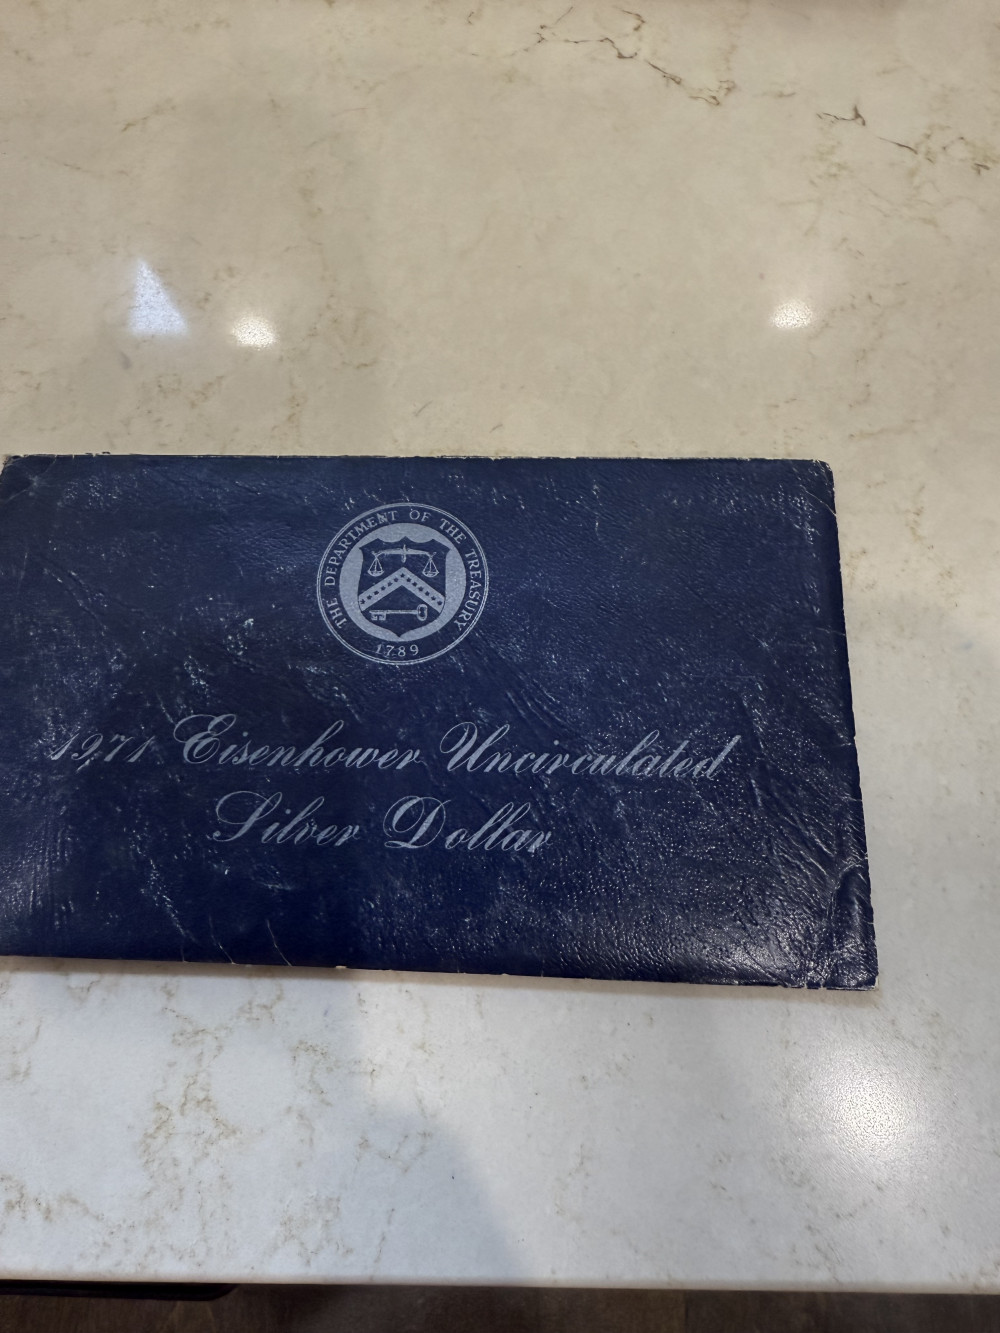 THE DEPARTMENT OF THE TREASURY
1789
1971 Eisenhower Uncirculated
Silver Dollar